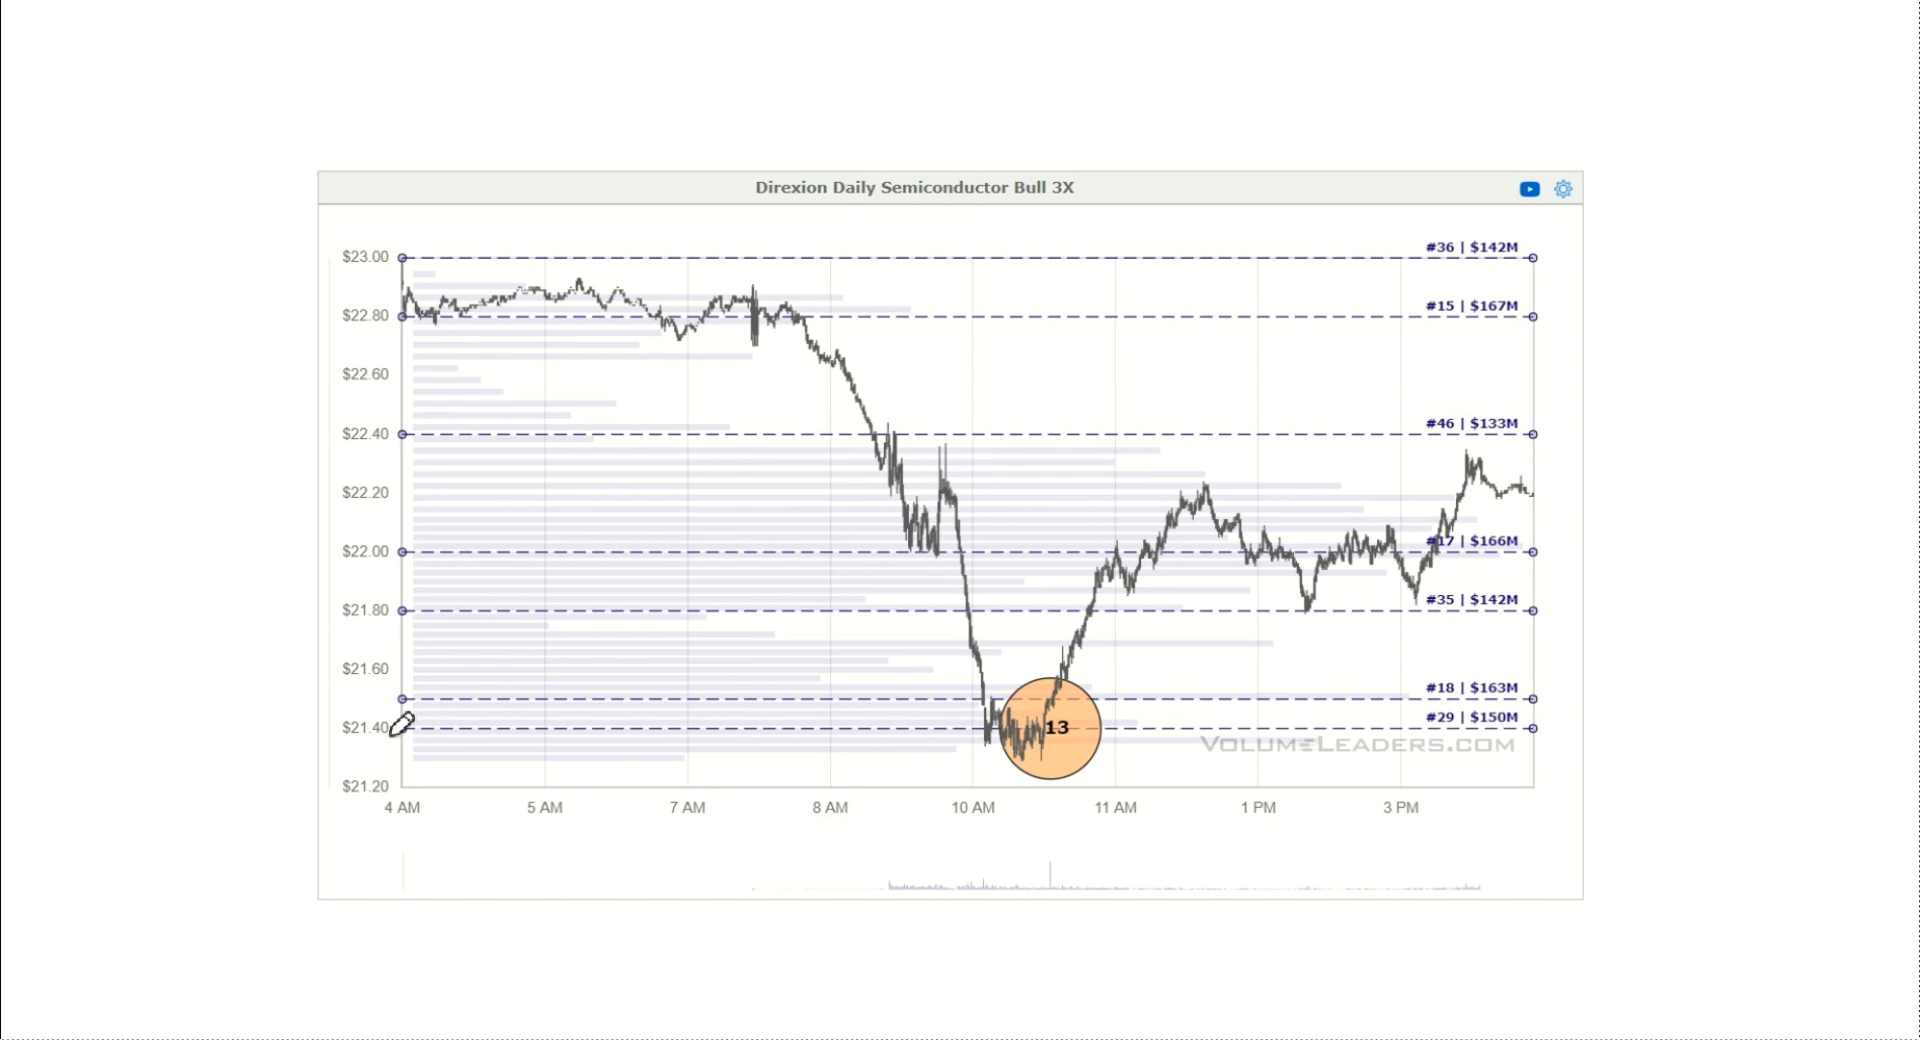 Direxion Daily Semiconductor Bull 3X
#36 | $142M
$23.00
#15 | $167M
$22.80
$22.60
#46 | $133M
$22.40
$22.20
#17 | $166M
$22.00
#35 | $142M
$21.80
$21.60
#18 | $163M
#29 | $150M
$21.40
13
VOLUMELEADERS.COM
$21.20
4 AM 5 AM 7 AM 8 AM 10 AM 11 AM 1 PM 3 PM